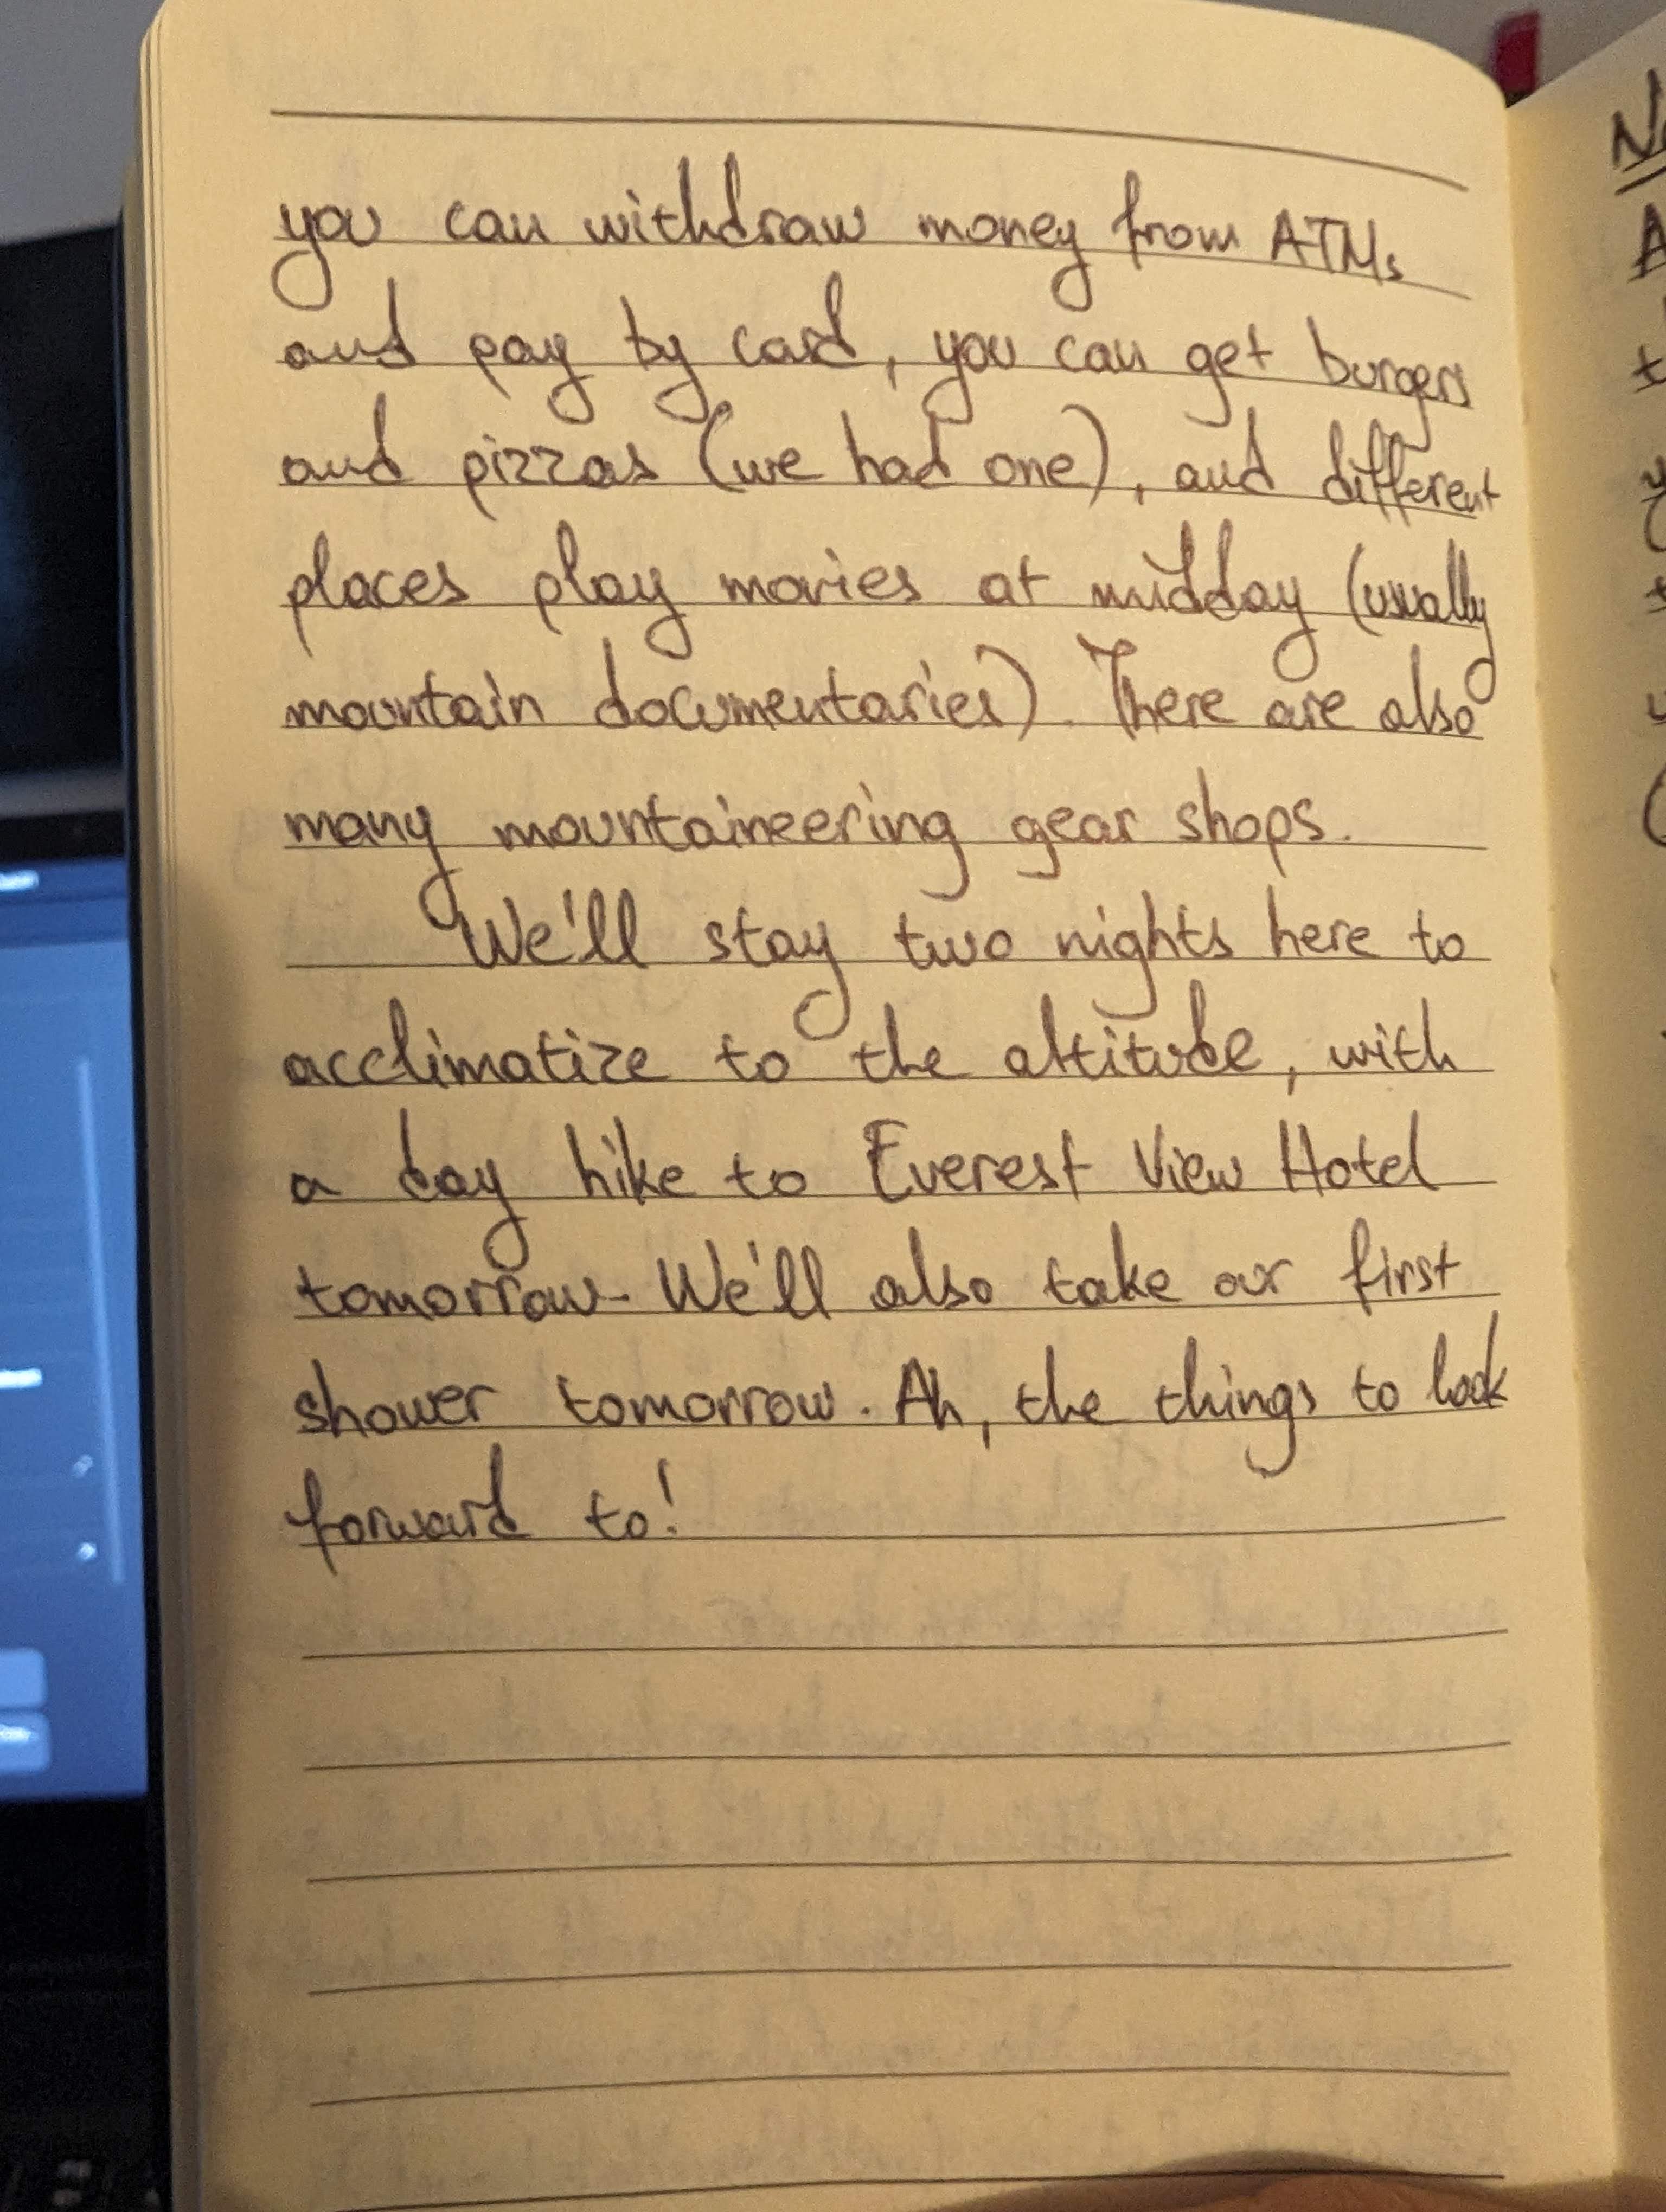 you can withdraw money from ATMs
and pay by card, you can get burgers
and pizzas (we had one), and different
places play movies at midday (usually
mountain documentaries). There are also
many mountaineering gear shops.
We'll stay two nights here to
acclimatize to the altitude, with
a day hike to Everest View Hotel
tomorrow. We'll also take our first
shower tomorrow. Ah, the things to look
forward to!